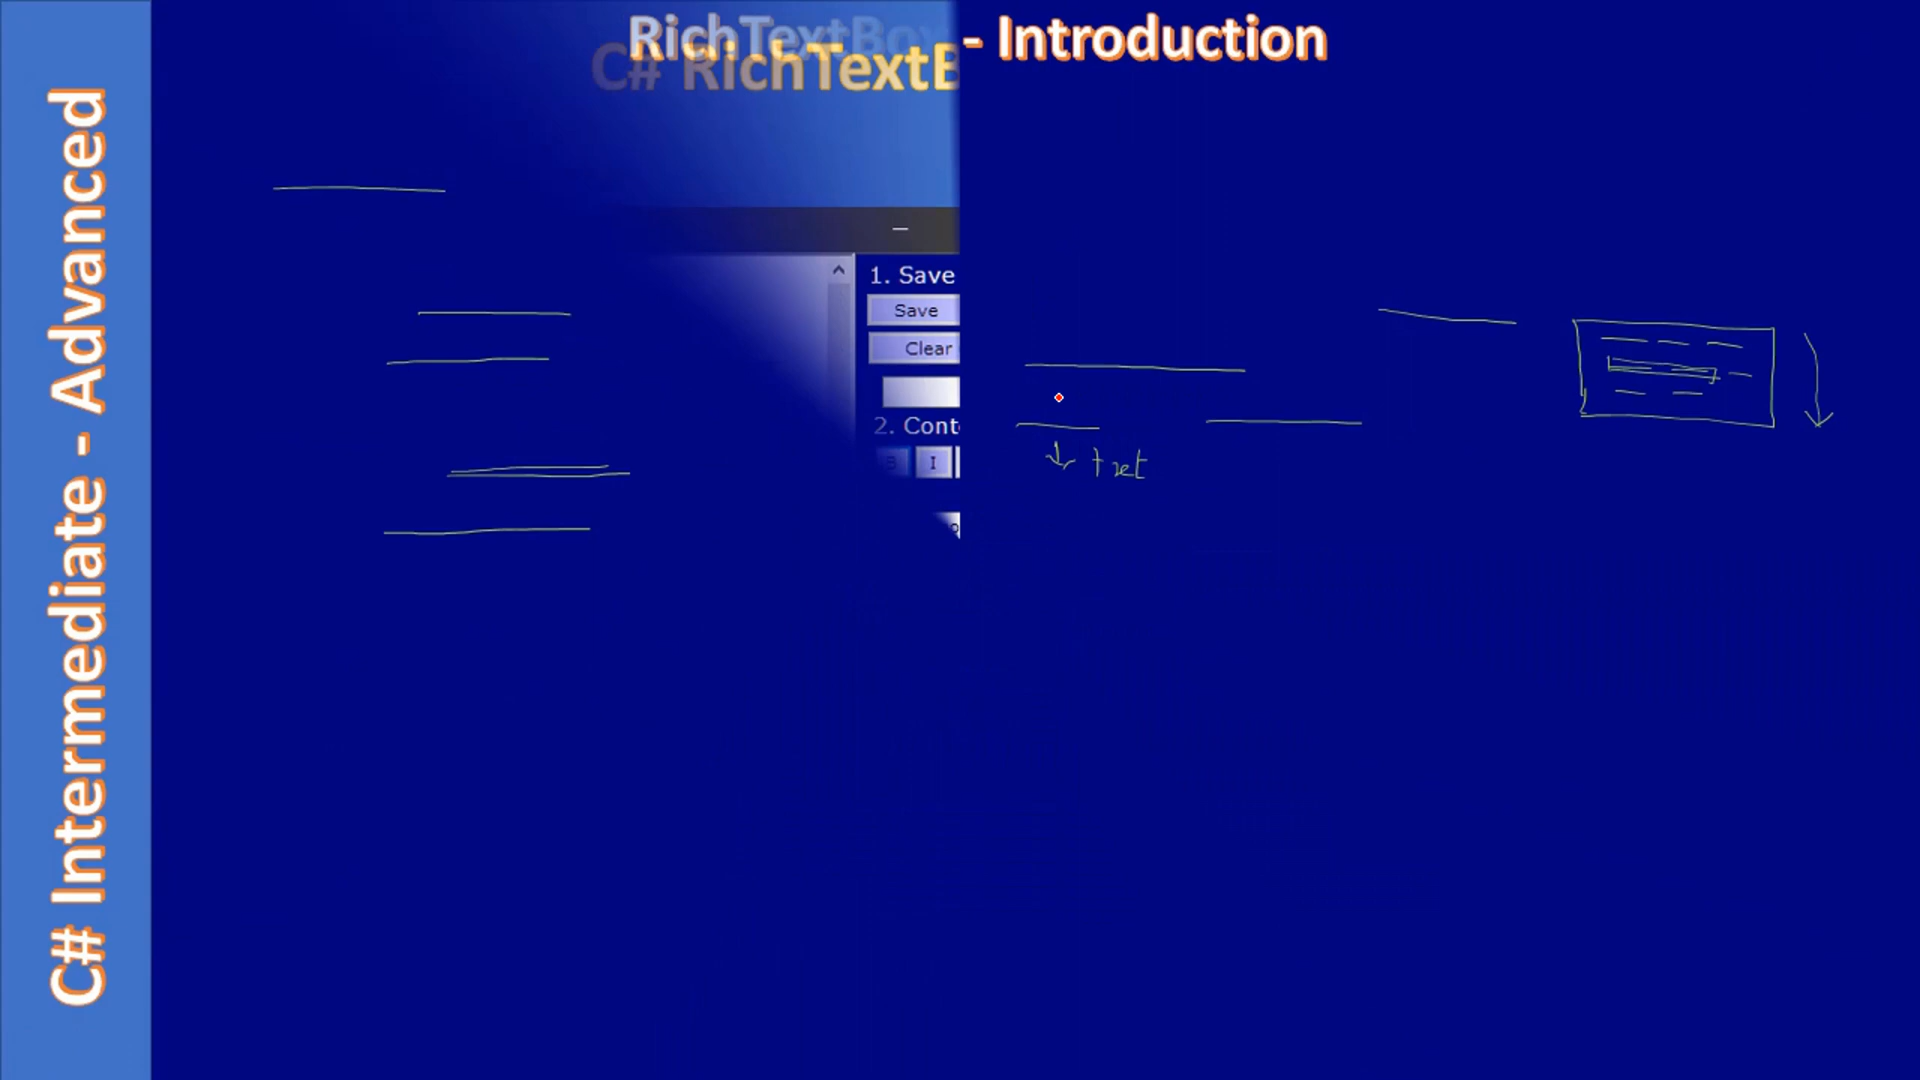 C# Intermediate - Advanced
RichTextBox - Introduction
C# RichTextB
1. Save
Save
Clear
2. Cont
B I
↓ text